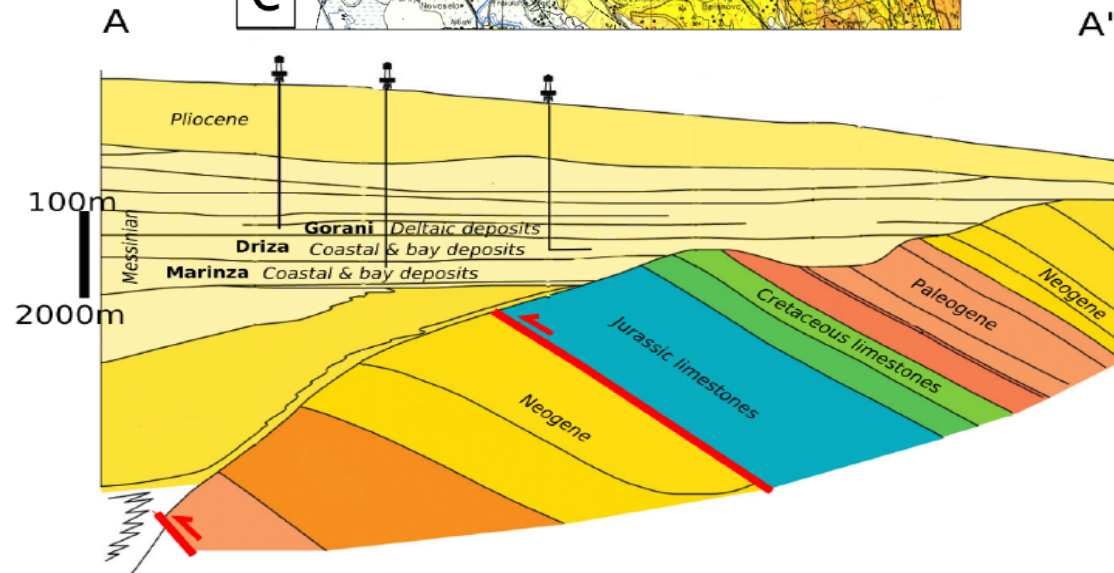 C
Novoselo
A
A'
Pliocene
100m
Messinian
Gorani Deltaic deposits
Driza Coastal & bay deposits
Marinza Coastal & bay deposits
2000m
Neogene
Paleogene
Cretaceous limestones
Jurassic limestones
Neogene